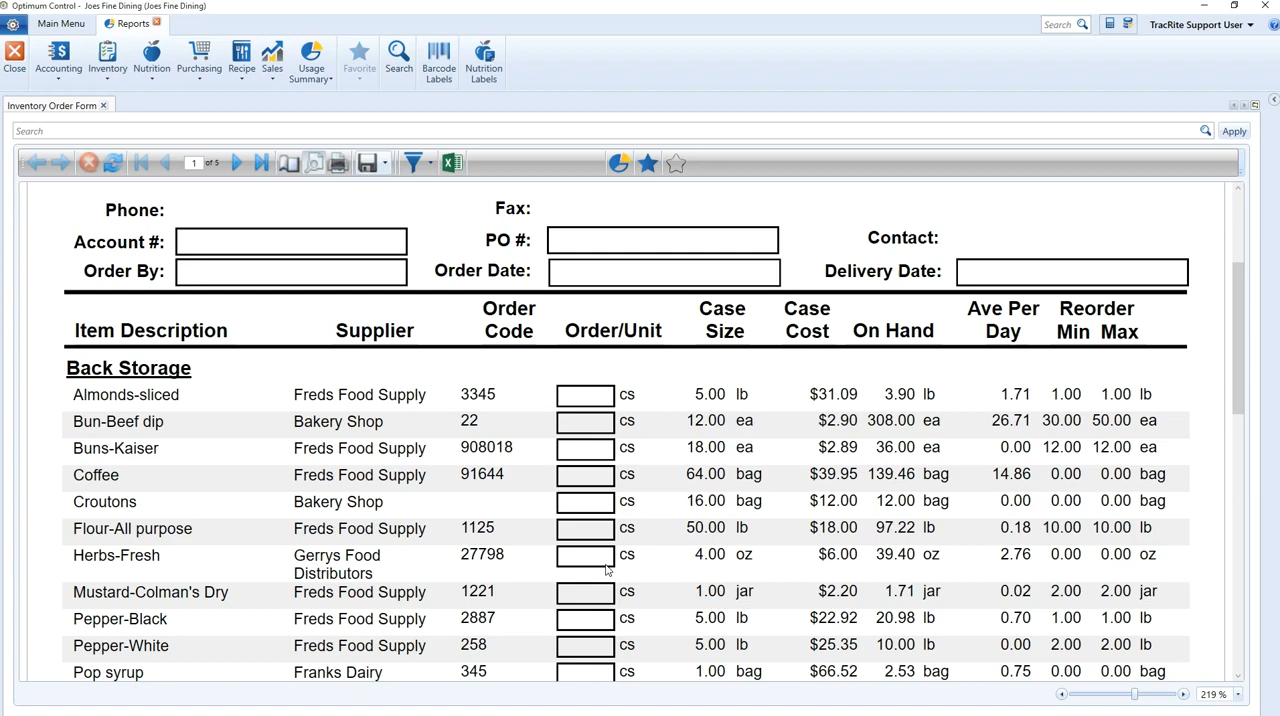 Optimum Control - Joes Fine Dining (Joes Fine Dining)
Main Menu Reports Search TracRite Support User
Close Accounting Inventory Nutrition Purchasing Recipe Sales Usage Summary Favorite Search Barcode Labels Nutrition Labels
Inventory Order Form
Search Apply
1 of 5
Phone: Fax:
Account #: PO #: Contact:
Order By: Order Date: Delivery Date:
Order Case Case Ave Per Reorder
Item Description Supplier Code Order/Unit Size Cost On Hand Day Min Max
Back Storage
Almonds-sliced Freds Food Supply 3345 cs 5.00 lb $31.09 3.90 lb 1.71 1.00 1.00 lb
Bun-Beef dip Bakery Shop 22 cs 12.00 ea $2.90 308.00 ea 26.71 30.00 50.00 ea
Buns-Kaiser Freds Food Supply 908018 cs 18.00 ea $2.89 36.00 ea 0.00 12.00 12.00 ea
Coffee Freds Food Supply 91644 cs 64.00 bag $39.95 139.46 bag 14.86 0.00 0.00 bag
Croutons Bakery Shop cs 16.00 bag $12.00 12.00 bag 0.00 0.00 0.00 bag
Flour-All purpose Freds Food Supply 1125 cs 50.00 lb $18.00 97.22 lb 0.18 10.00 10.00 lb
Herbs-Fresh Gerrys Food 27798 cs 4.00 oz $6.00 39.40 oz 2.76 0.00 0.00 oz
Distributors
Mustard-Colman's Dry Freds Food Supply 1221 cs 1.00 jar $2.20 1.71 jar 0.02 2.00 2.00 jar
Pepper-Black Freds Food Supply 2887 cs 5.00 lb $22.92 20.98 lb 0.70 1.00 1.00 lb
Pepper-White Freds Food Supply 258 cs 5.00 lb $25.35 10.00 lb 0.00 2.00 2.00 lb
Pop syrup Franks Dairy 345 cs 1.00 bag $66.52 2.53 bag 0.75 0.00 0.00 bag
219 %